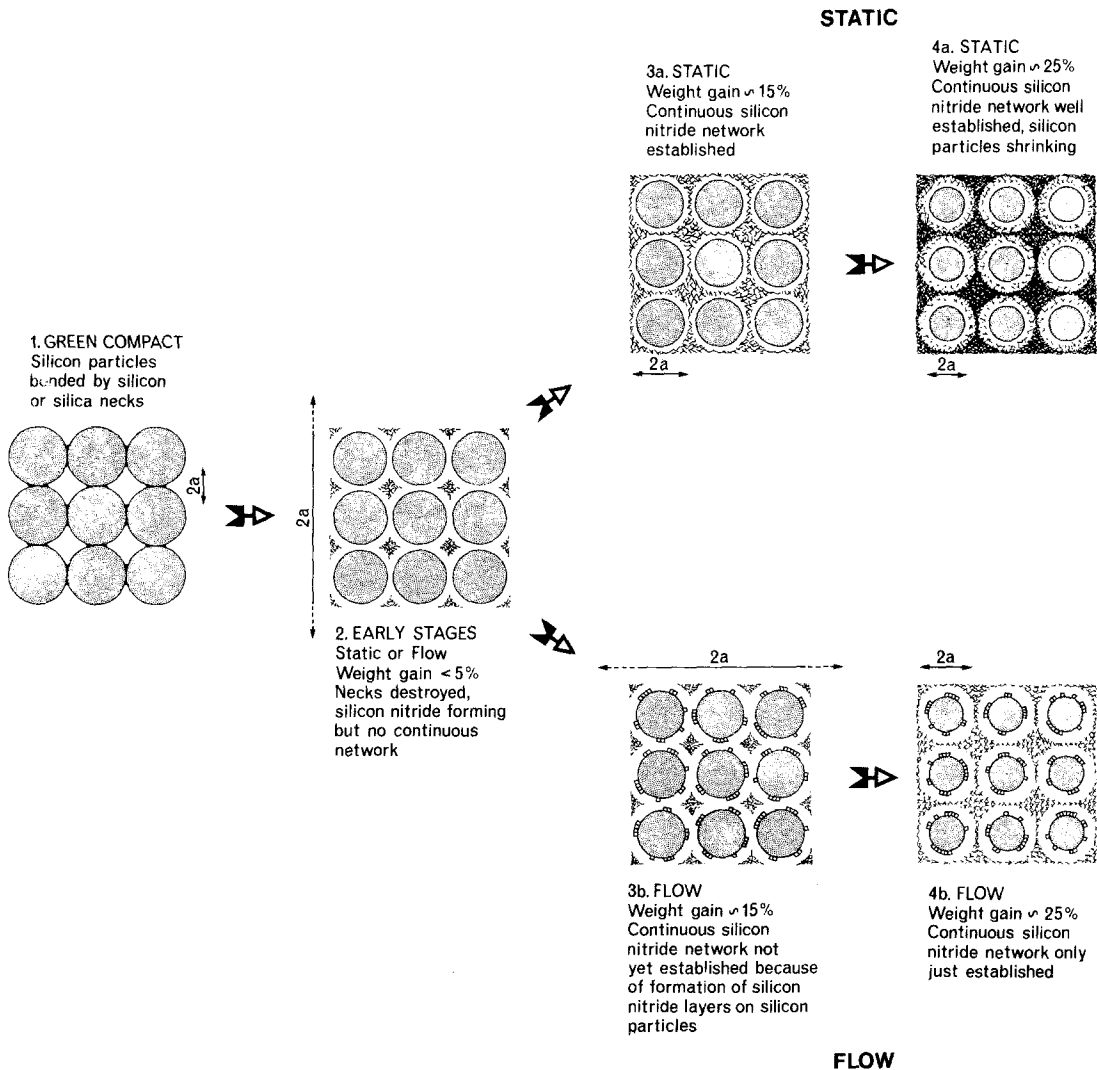 STATIC
3a. STATIC
Weight gain ∽ 15%
Continuous silicon
nitride network
established
4a. STATIC
Weight gain ∽ 25%
Continuous silicon
nitride network well
established, silicon
particles shrinking
2a
2a
1. GREEN COMPACT
Silicon particles
bonded by silicon
or silica necks
2a
2a
2. EARLY STAGES
Static or Flow
Weight gain < 5%
Necks destroyed,
silicon nitride forming
but no continuous
network
2a
2a
3b. FLOW
Weight gain ∽ 15%
Continuous silicon
nitride network not
yet established because
of formation of silicon
nitride layers on silicon
particles
4b. FLOW
Weight gain ∽ 25%
Continuous silicon
nitride network only
just established
FLOW